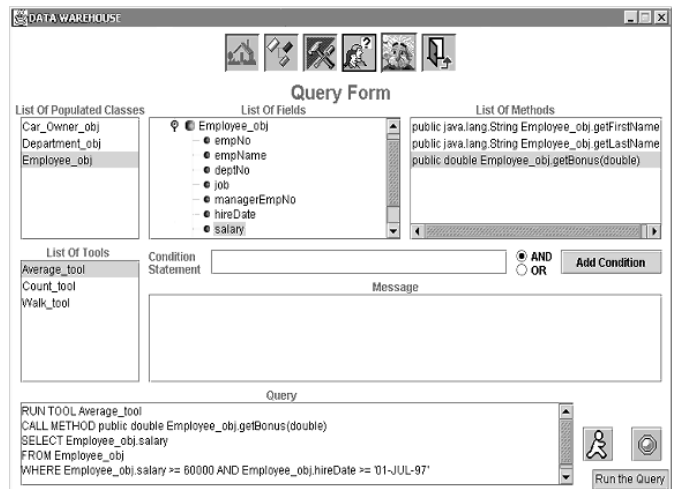 DATA WAREHOUSE
Query Form
List Of Populated Classes
List Of Fields
List Of Methods
Car_Owner_obj
Department_obj
Employee_obj
Employee_obj
empNo
empName
deptNo
job
managerEmpNo
hireDate
salary
public java.lang.String Employee_obj.getFirstName
public java.lang.String Employee_obj.getLastName
public double Employee_obj.getBonus(double)
List Of Tools
Average_tool
Count_tool
Walk_tool
Condition
Statement
AND
OR
Add Condition
Message
Query
RUN TOOL Average_tool
CALL METHOD public double Employee_obj.getBonus(double)
SELECT Employee_obj.salary
FROM Employee_obj
WHERE Employee_obj.salary >= 60000 AND Employee_obj.hireDate >= '01-JUL-97'
Run the Query